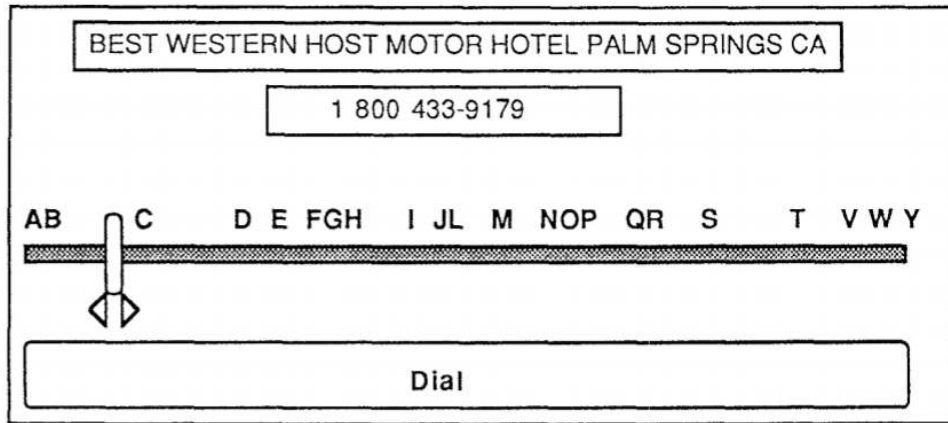 BEST WESTERN HOST MOTOR HOTEL PALM SPRINGS CA
1 800 433-9179
AB C D E FGH I JL M NOP QR S T V W Y
Dial